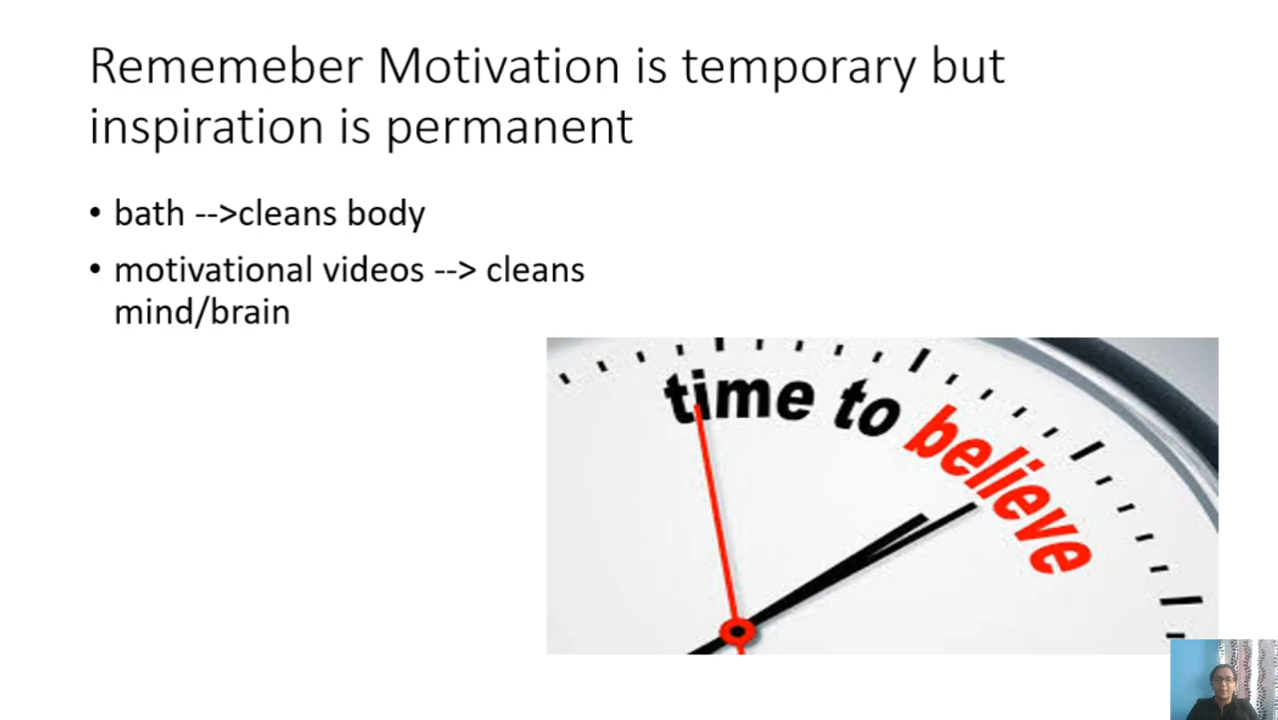 Rememeber Motivation is temporary but
inspiration is permanent
• bath -->cleans body
• motivational videos --> cleans
mind/brain
time to believe